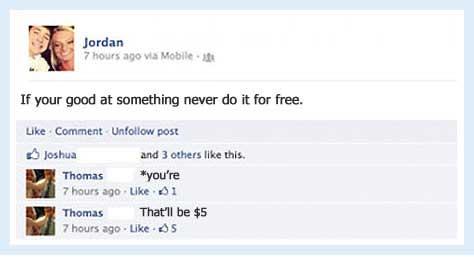 Jordan
7 hours ago via Mobile ·
If your good at something never do it for free.
Like · Comment · Unfollow post
Joshua and 3 others like this.
Thomas *you're
7 hours ago · Like · 1
Thomas That'll be $5
7 hours ago · Like · 5